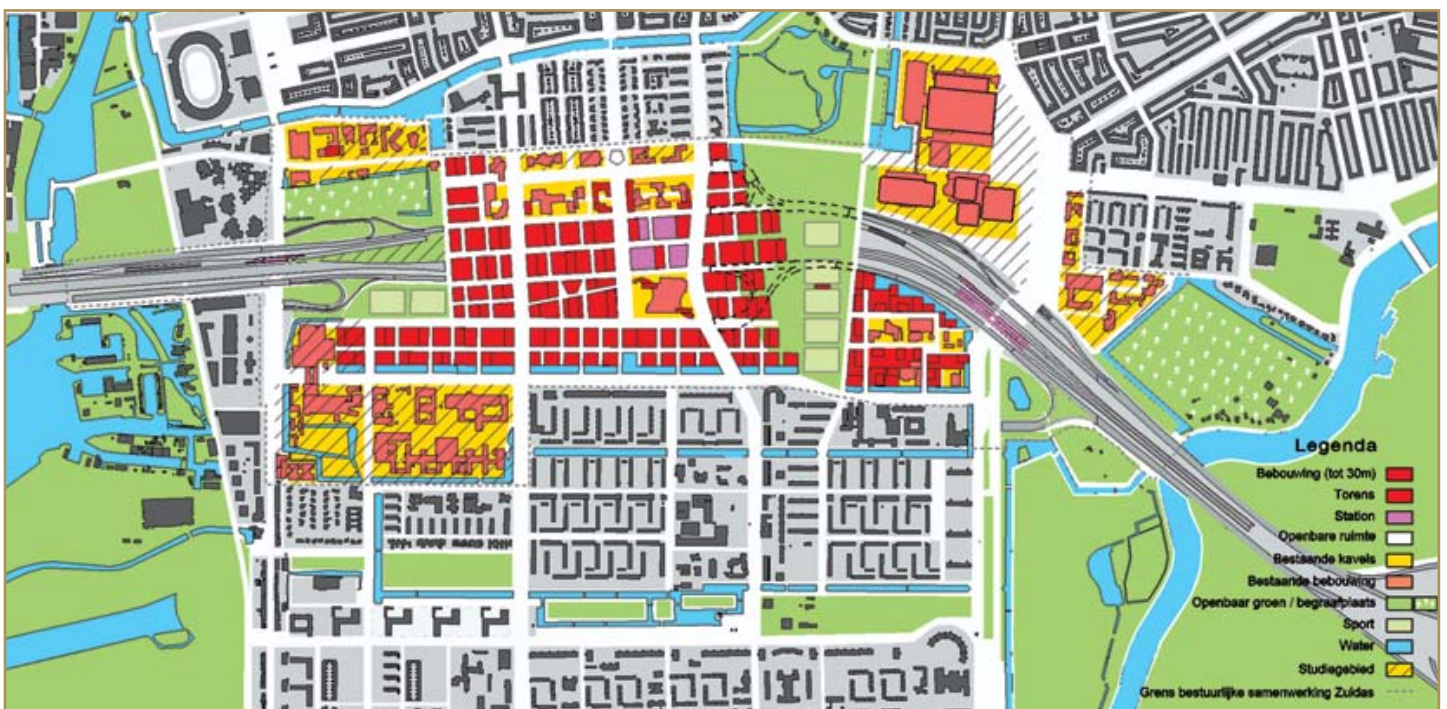 Legenda
Bebouwing (tot 30m)
Torens
Station
Openbare ruimte
Bestaande kavels
Bestaande bebouwing
Openbaar groen / begraafplaats
Sport
Water
Studiegebied
Grens bestuurlijke samenwerking Zuidas